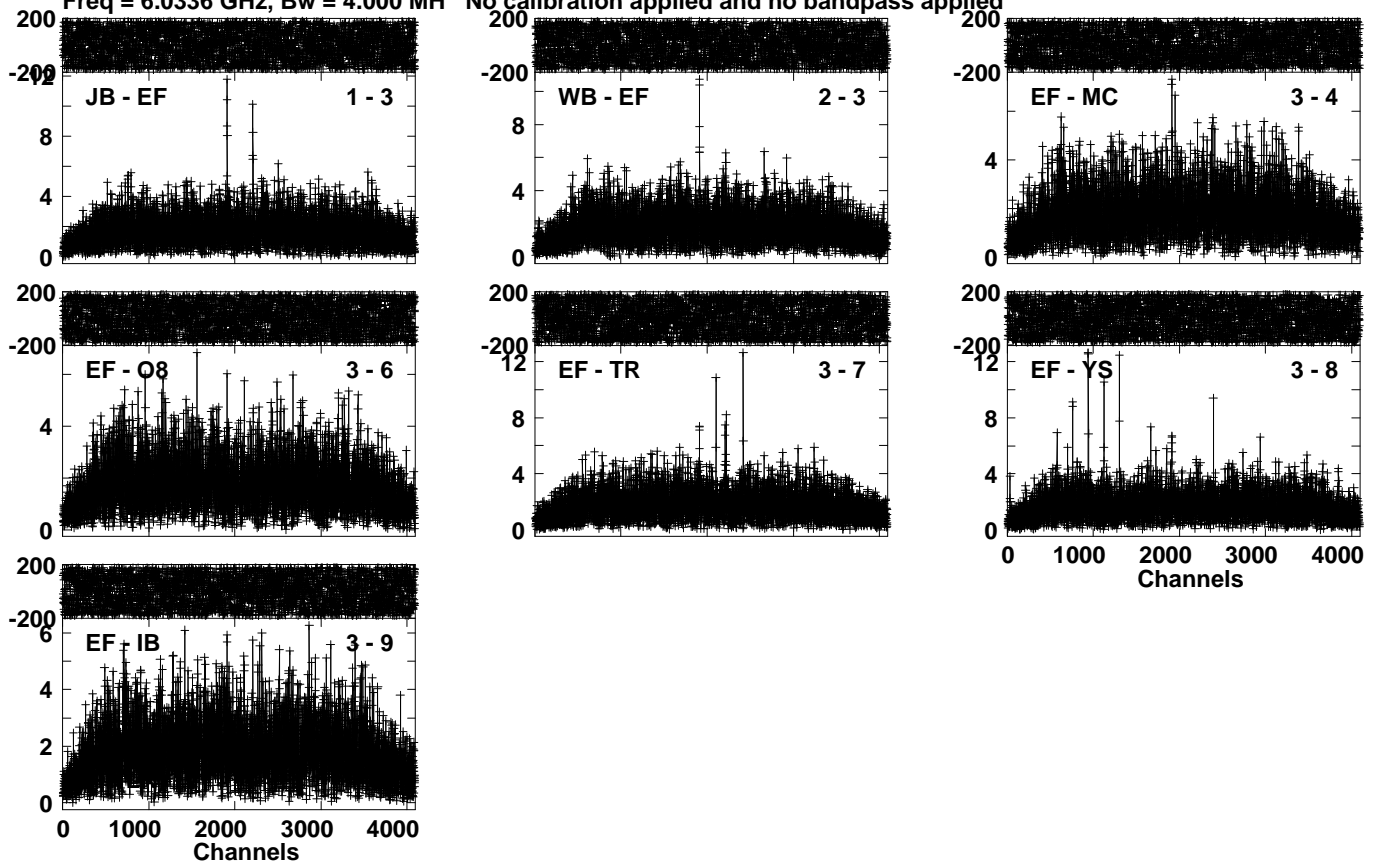 Freq = 6.0336 GHz, Bw = 4.000 MH No calibration applied and no bandpass applied
200 200 200
-200 -200 -200
12
JB - EF 1 - 3 WB - EF 2 - 3 EF - MC 3 - 4
8 8
4 4 4
0 0 0
200 200 200
-200 -200 -200
12 12
EF - O8 3 - 6 EF - TR 3 - 7 EF - YS 3 - 8
8 8
4 4 4
0 0 0
0 1000 2000 3000 4000
Channels
200
-200
6
EF - IB 3 - 9
4
2
0
0 1000 2000 3000 4000
Channels